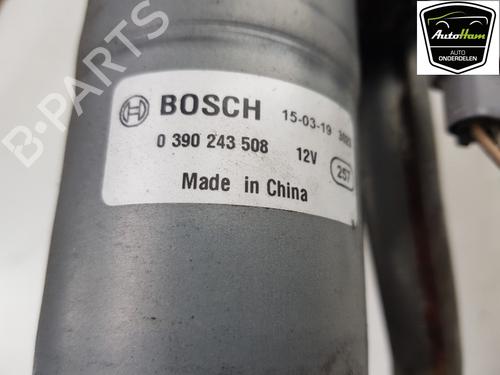 AutoHam
AUTO
ONDERDELEN
B-PARTS
BOSCH 15-03-19
0 390 243 508 12V 257
Made in China